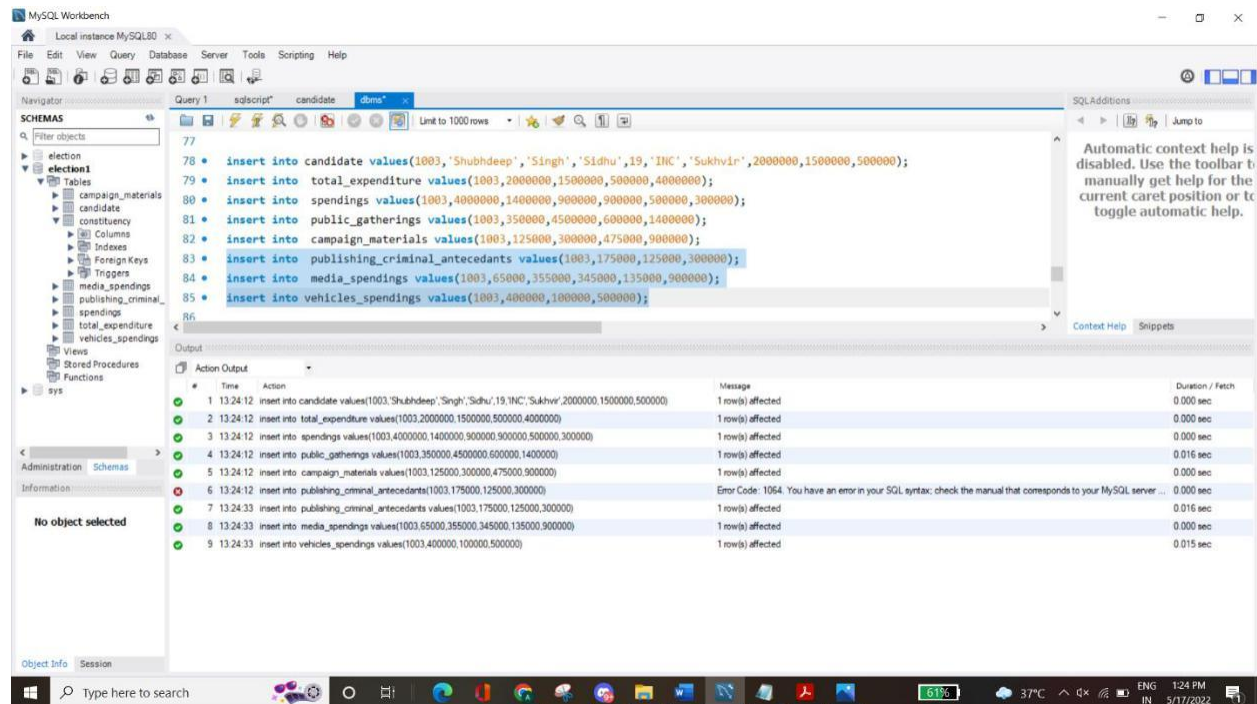 MySQL Workbench
Local instance MySQL80
File Edit View Query Database Server Tools Scripting Help
Navigator
SCHEMAS
Filter objects
election
election1
Tables
campaign_materials
candidate
constituency
Columns
Indexes
Foreign Keys
Triggers
media_spendings
publishing_criminal_
spendings
total_expenditure
vehicles_spendings
Views
Stored Procedures
Functions
sys
Administration Schemas
Information
No object selected
Object Info Session
Query 1 sqlscript* candidate dbms*
Limit to 1000 rows
77
78 insert into candidate values(1003,'Shubhdeep','Singh','Sidhu',19,'INC','Sukhvir',2000000,1500000,500000);
79 insert into total_expenditure values(1003,2000000,1500000,500000,4000000);
80 insert into spendings values(1003,4000000,1400000,900000,900000,500000,300000);
81 insert into public_gatherings values(1003,350000,4500000,600000,1400000);
82 insert into campaign_materials values(1003,125000,300000,475000,900000);
83 insert into publishing_criminal_antecedants values(1003,175000,125000,300000);
84 insert into media_spendings values(1003,65000,355000,345000,135000,900000);
85 insert into vehicles_spendings values(1003,400000,100000,500000);
86
SQLAdditions
Jump to
Automatic context help is
disabled. Use the toolbar t
manually get help for the
current caret position or to
toggle automatic help.
Context Help Snippets
Output
Action Output
# Time Action Message Duration / Fetch
1 13:24:12 insert into candidate values(1003,'Shubhdeep','Singh','Sidhu',19,'INC','Sukhvir',2000000,1500000,500000) 1 row(s) affected 0.000 sec
2 13:24:12 insert into total_expenditure values(1003,2000000,1500000,500000,4000000) 1 row(s) affected 0.000 sec
3 13:24:12 insert into spendings values(1003,4000000,1400000,900000,900000,500000,300000) 1 row(s) affected 0.000 sec
4 13:24:12 insert into public_gatherings values(1003,350000,4500000,600000,1400000) 1 row(s) affected 0.016 sec
5 13:24:12 insert into campaign_materials values(1003,125000,300000,475000,900000) 1 row(s) affected 0.000 sec
6 13:24:12 insert into publishing_criminal_antecedants(1003,175000,125000,300000) Error Code: 1064. You have an error in your SQL syntax; check the manual that corresponds to your MySQL server ... 0.000 sec
7 13:24:33 insert into publishing_criminal_antecedants values(1003,175000,125000,300000) 1 row(s) affected 0.016 sec
8 13:24:33 insert into media_spendings values(1003,65000,355000,345000,135000,900000) 1 row(s) affected 0.000 sec
9 13:24:33 insert into vehicles_spendings values(1003,400000,100000,500000) 1 row(s) affected 0.015 sec
Type here to search
61%
37°C
ENG
IN
1:24 PM
5/17/2022